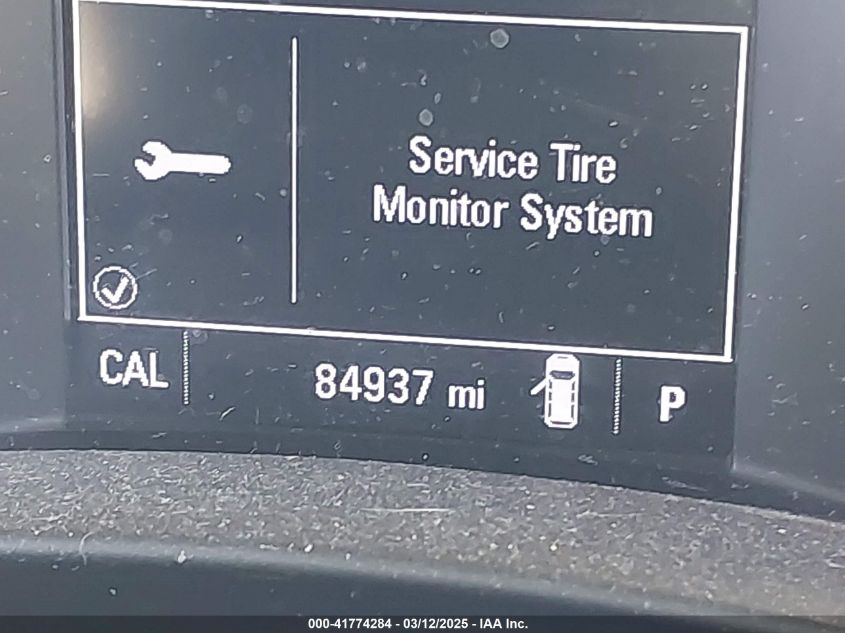 Service Tire
Monitor System
CAL 84937 mi P
000-41774284 - 03/12/2025 - IAA Inc.